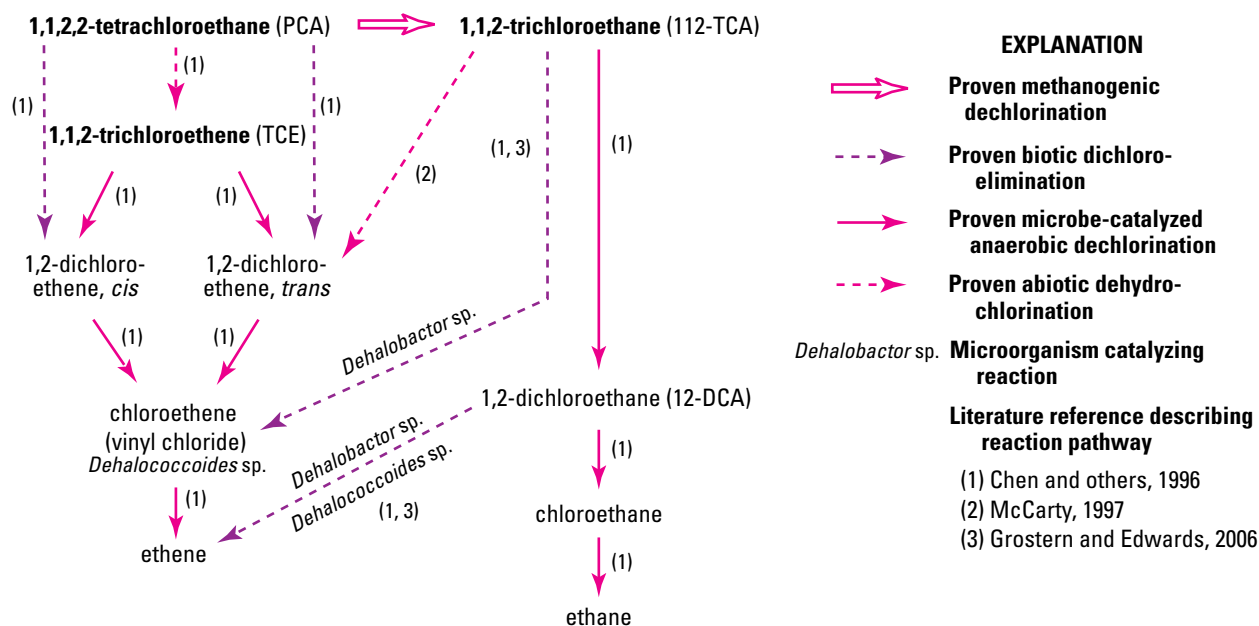 1,1,2,2-tetrachloroethane (PCA)
1,1,2-trichloroethane (112-TCA)
(1)
(1)
(1)
1,1,2-trichloroethene (TCE)
(1, 3)
(1)
(2)
(1)
(1)
1,2-dichloro-
ethene, cis
1,2-dichloro-
ethene, trans
(1)
(1)
Dehalobactor sp.
chloroethene
(vinyl chloride)
Dehalococcoides sp.
1,2-dichloroethane (12-DCA)
Dehalobactor sp.
Dehalococcoides sp.
(1, 3)
(1)
(1)
ethene
chloroethane
(1)
ethane
EXPLANATION
Proven methanogenic
dechlorination
Proven biotic dichloro-
elimination
Proven microbe-catalyzed
anaerobic dechlorination
Proven abiotic dehydro-
chlorination
Dehalobactor sp. Microorganism catalyzing
reaction
Literature reference describing
reaction pathway
(1) Chen and others, 1996
(2) McCarty, 1997
(3) Grostern and Edwards, 2006